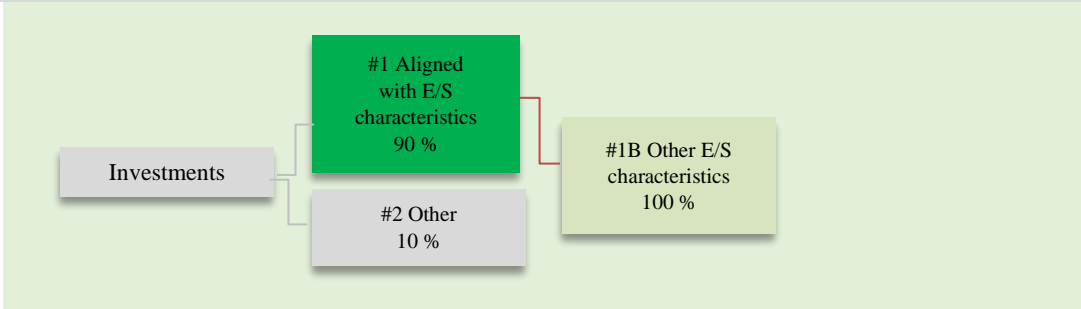 Investments
#1 Aligned
with E/S
characteristics
90 %
#2 Other
10 %
#1B Other E/S
characteristics
100 %